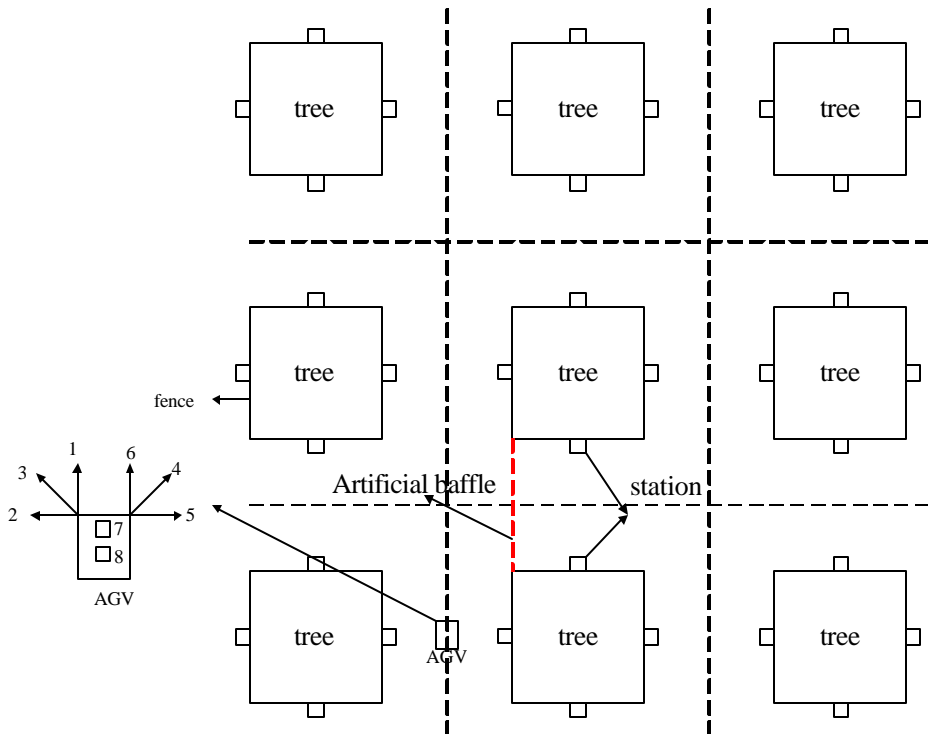 tree
tree
tree
tree
tree
tree
fence
1
6
3
4
Artificial baffle
station
2
5
7
8
AGV
tree
tree
tree
AGV